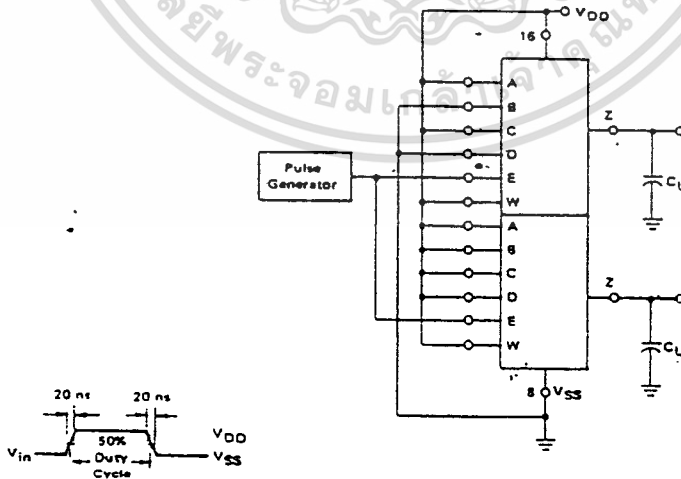 VDD
16
A
B
C
D
E
W
Z
CL
Pulse
Generator
A
B
C
D
E
W
Z
CL
8
VSS
20 ns
20 ns
Vin
50%
Duty
Cycle
VDD
VSS